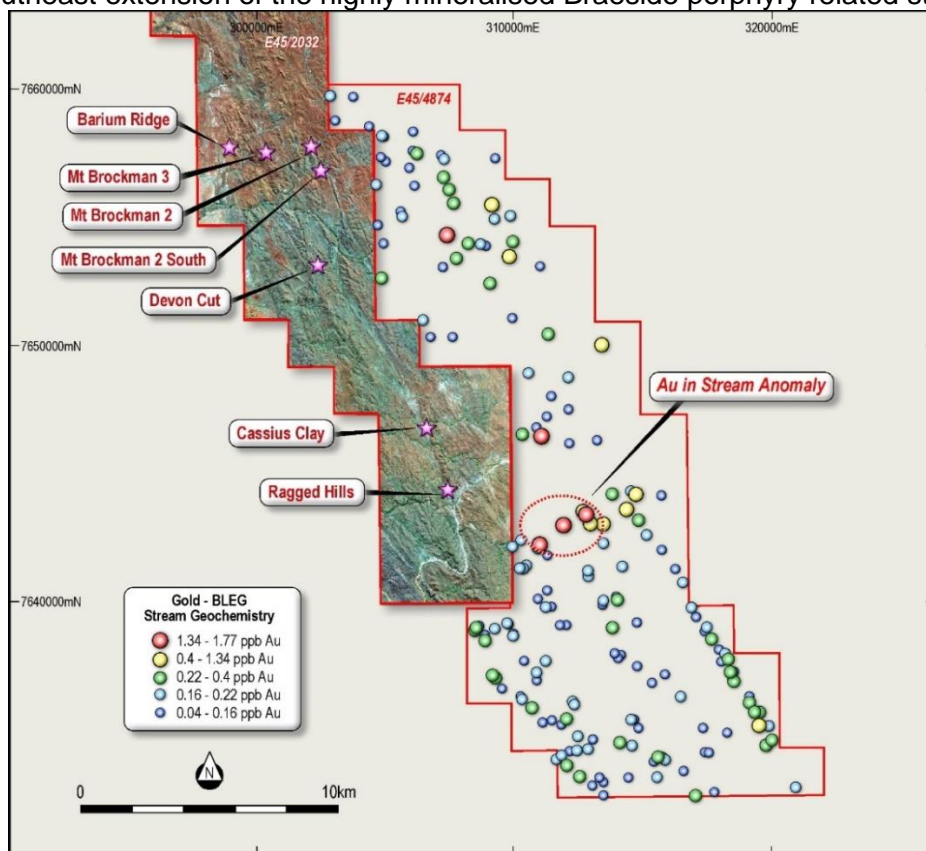 outheast extension of the highly mineralised Braeside porphyry related s
300000mE 310000mE 320000mE
E45/2032
7660000mN
E45/4874
Barium Ridge
Mt Brockman 3
Mt Brockman 2
Mt Brockman 2 South
Devon Cut
7650000mN
Au in Stream Anomaly
Cassius Clay
Ragged Hills
7640000mN
Gold - BLEG
Stream Geochemistry
1.34 - 1.77 ppb Au
0.4 - 1.34 ppb Au
0.22 - 0.4 ppb Au
0.16 - 0.22 ppb Au
0.04 - 0.16 ppb Au
N
0 10km